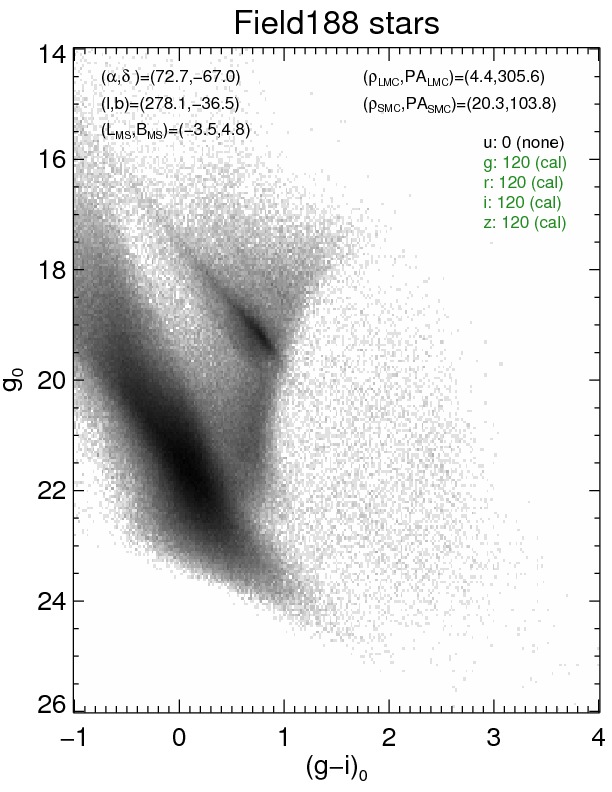 Field188 stars
(α,δ )=(72.7,−67.0)
(ρLMC,PALMC)=(4.4,305.6)
(l,b)=(278.1,−36.5)
(ρSMC,PASMC)=(20.3,103.8)
(LMS,BMS)=(−3.5,4.8)
u: 0 (none)
g: 120 (cal)
r: 120 (cal)
i: 120 (cal)
z: 120 (cal)
14
16
18
20
22
24
26
g0
−1 0 1 2 3 4
(g−i)0